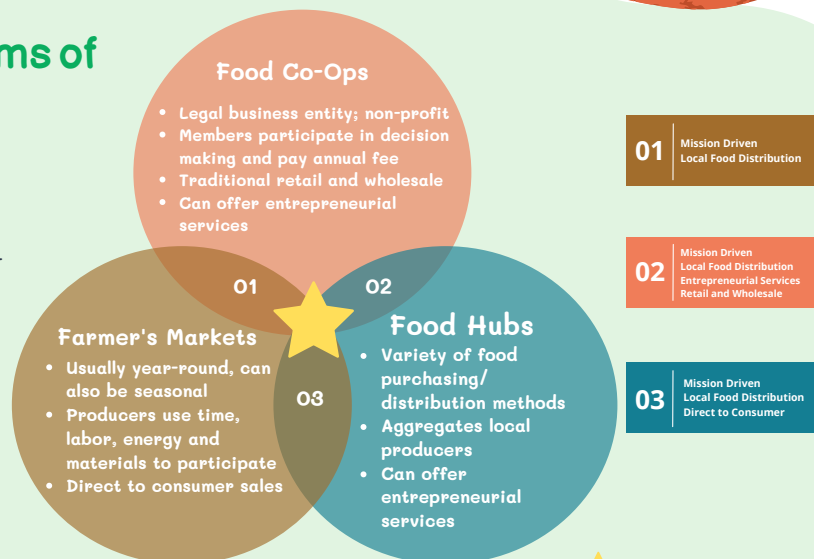 ms of
Food Co-Ops
• Legal business entity; non-profit
• Members participate in decision
making and pay annual fee
• Traditional retail and wholesale
• Can offer entrepreneurial
services
01
02
03
Farmer's Markets
• Usually year-round, can
also be seasonal
• Producers use time,
labor, energy and
materials to participate
• Direct to consumer sales
Food Hubs
• Variety of food
purchasing/
distribution methods
• Aggregates local
producers
• Can offer
entrepreneurial
services
01
Mission Driven
Local Food Distribution
02
Mission Driven
Local Food Distribution
Entrepreneurial Services
Retail and Wholesale
03
Mission Driven
Local Food Distribution
Direct to Consumer